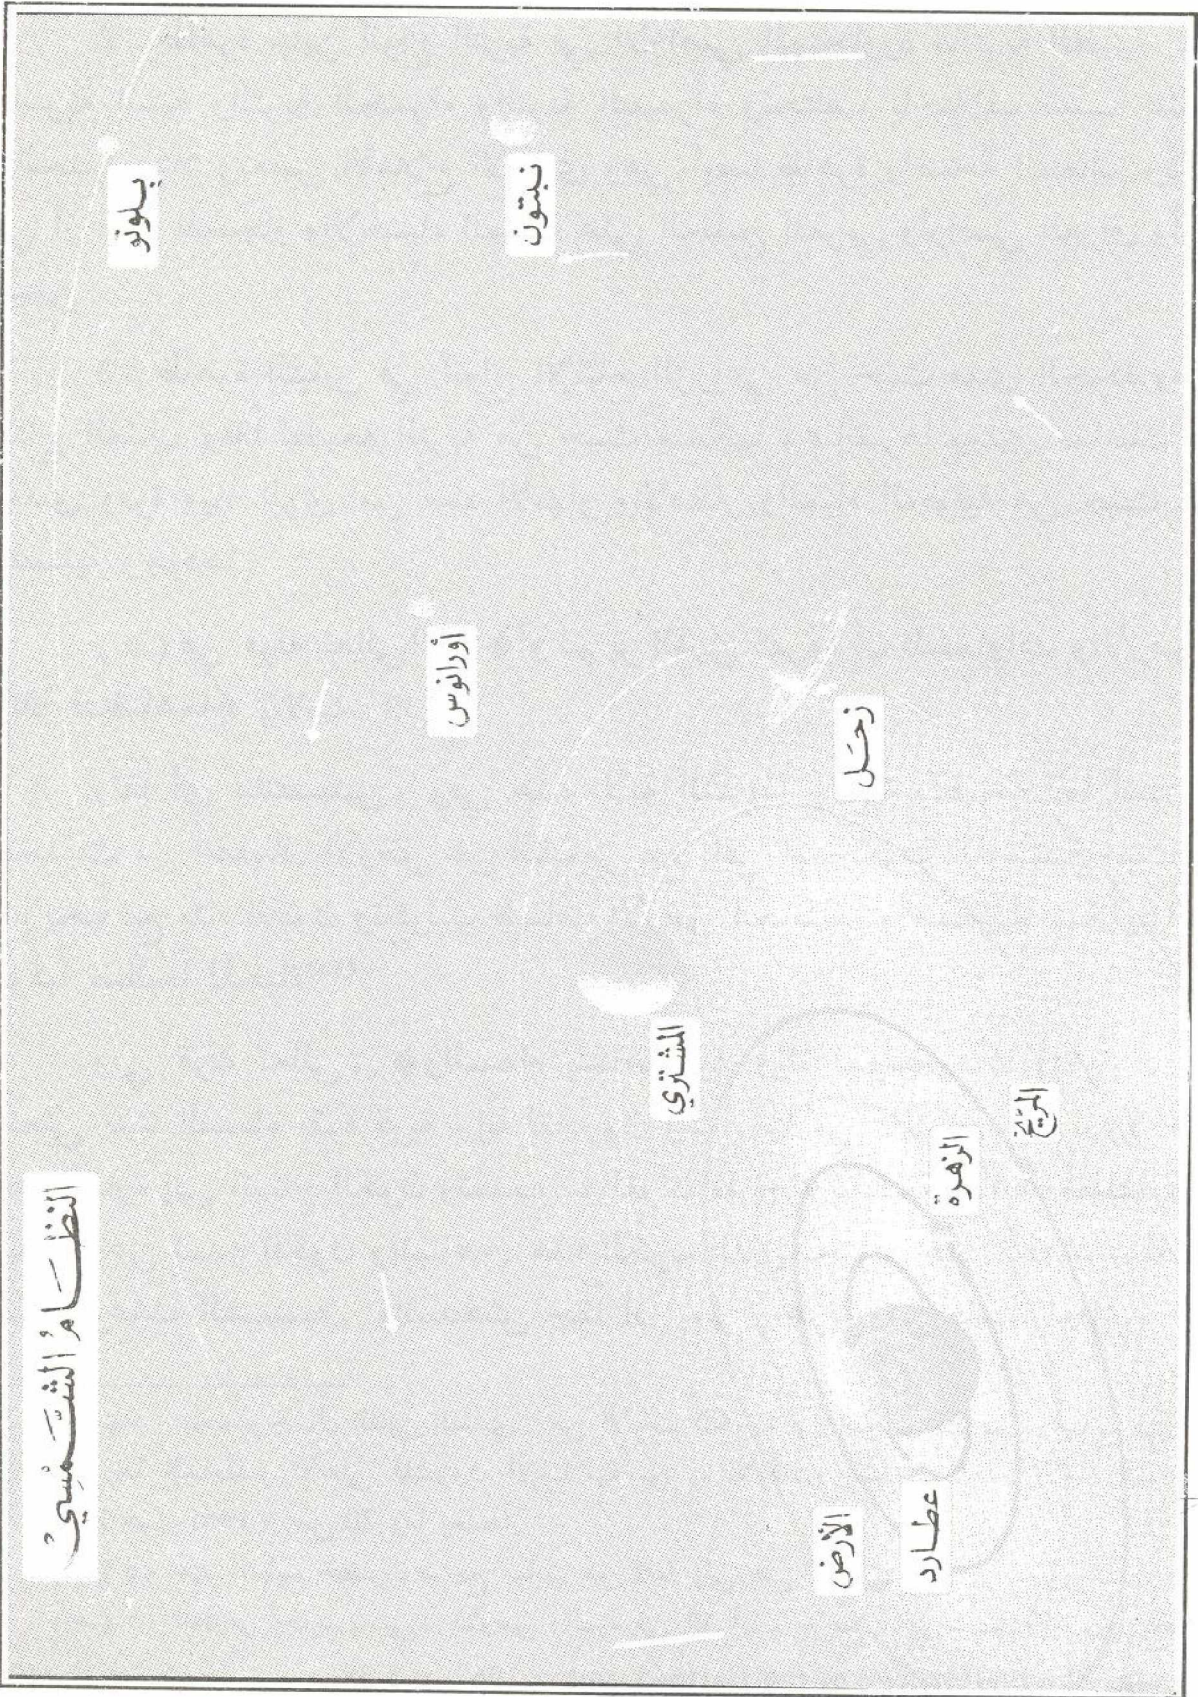 النظام الشمسي
بلوتو
نبتون
أورانوس
زحل
المشتري
المريخ
الزهرة
الأرض
عطارد